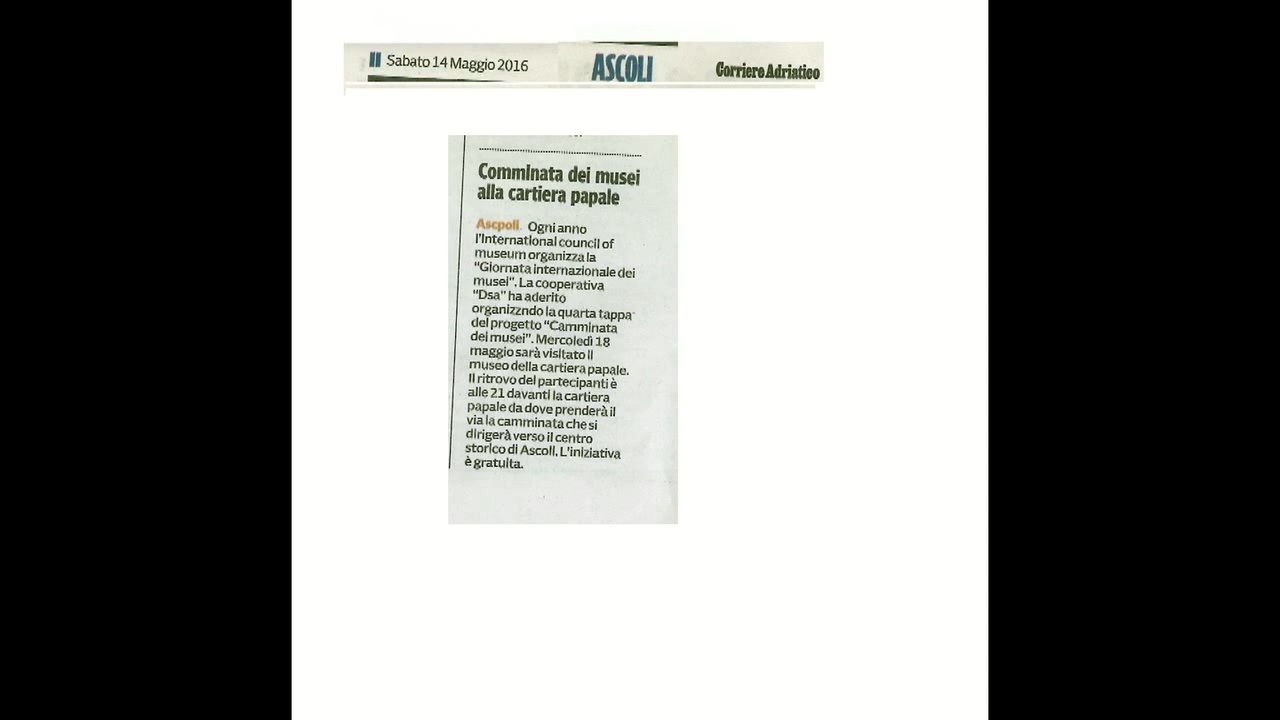 II Sabato 14 Maggio 2016 ASCOLI Corriere Adriatico
Comminata dei musei
alla cartiera papale
Ascpoli Ogni anno
l'International council of
museum organizza la
"Giornata internazionale dei
musei". La cooperativa
"Dsa" ha aderito
organizzndo la quarta tappa
del progetto "Camminata
dei musei". Mercoledì 18
maggio sarà visitato il
museo della cartiera papale.
Il ritrovo dei partecipanti è
alle 21 davanti la cartiera
papale da dove prenderà il
via la camminata che si
dirigerà verso il centro
storico di Ascoli. L'iniziativa
è gratuita.